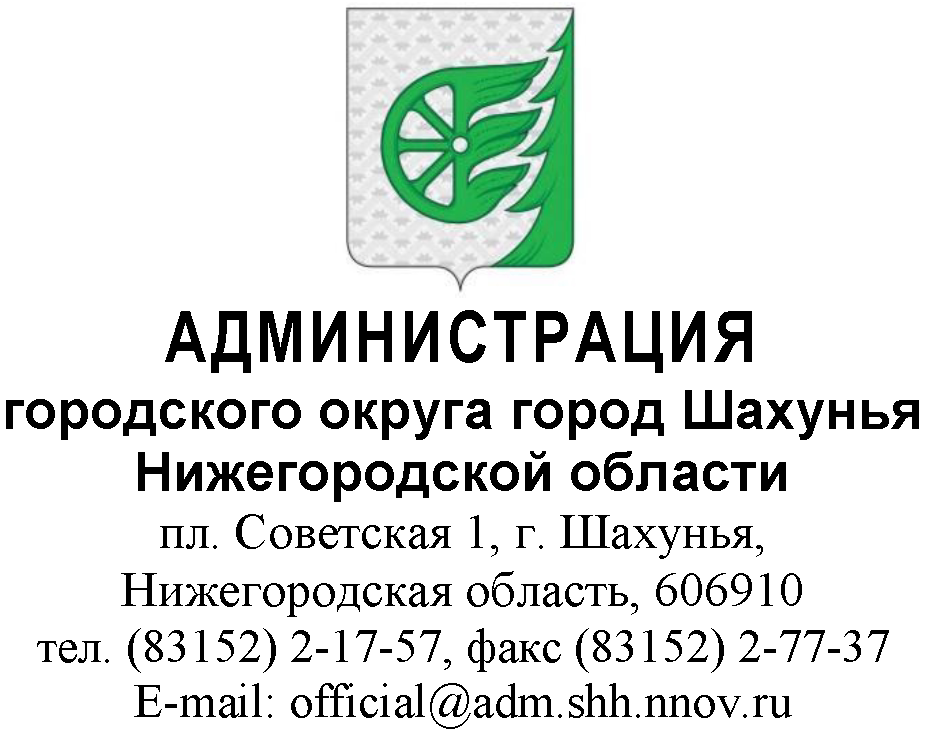 АДМИНИСТРАЦИЯ
городского округа город Шахунья
Нижегородской области
пл. Советская 1, г. Шахунья,
Нижегородская область, 606910
тел. (83152) 2-17-57, факс (83152) 2-77-37
E-mail: official@adm.shh.nnov.ru